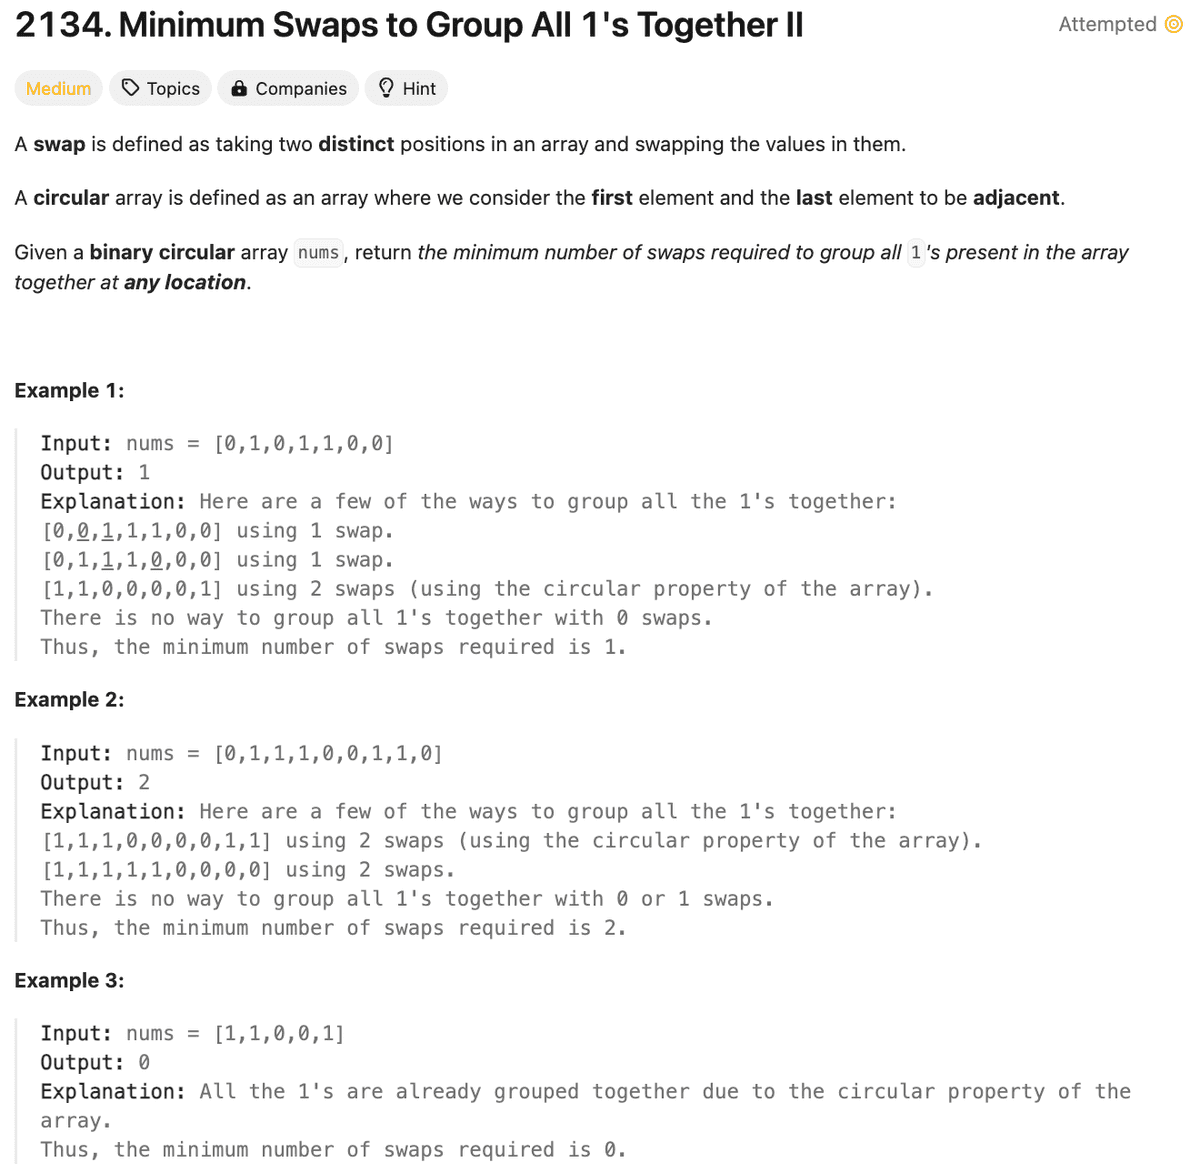 2134. Minimum Swaps to Group All 1's Together II
Attempted
Medium Topics Companies Hint
A swap is defined as taking two distinct positions in an array and swapping the values in them.
A circular array is defined as an array where we consider the first element and the last element to be adjacent.
Given a binary circular array nums, return the minimum number of swaps required to group all 1's present in the array
together at any location.
Example 1:
Input: nums = [0,1,0,1,1,0,0]
Output: 1
Explanation: Here are a few of the ways to group all the 1's together:
[0,0,1,1,1,0,0] using 1 swap.
[0,1,1,1,0,0,0] using 1 swap.
[1,1,0,0,0,0,1] using 2 swaps (using the circular property of the array).
There is no way to group all 1's together with 0 swaps.
Thus, the minimum number of swaps required is 1.
Example 2:
Input: nums = [0,1,1,1,0,0,1,1,0]
Output: 2
Explanation: Here are a few of the ways to group all the 1's together:
[1,1,1,0,0,0,0,1,1] using 2 swaps (using the circular property of the array).
[1,1,1,1,1,0,0,0,0] using 2 swaps.
There is no way to group all 1's together with 0 or 1 swaps.
Thus, the minimum number of swaps required is 2.
Example 3:
Input: nums = [1,1,0,0,1]
Output: 0
Explanation: All the 1's are already grouped together due to the circular property of the
array.
Thus, the minimum number of swaps required is 0.